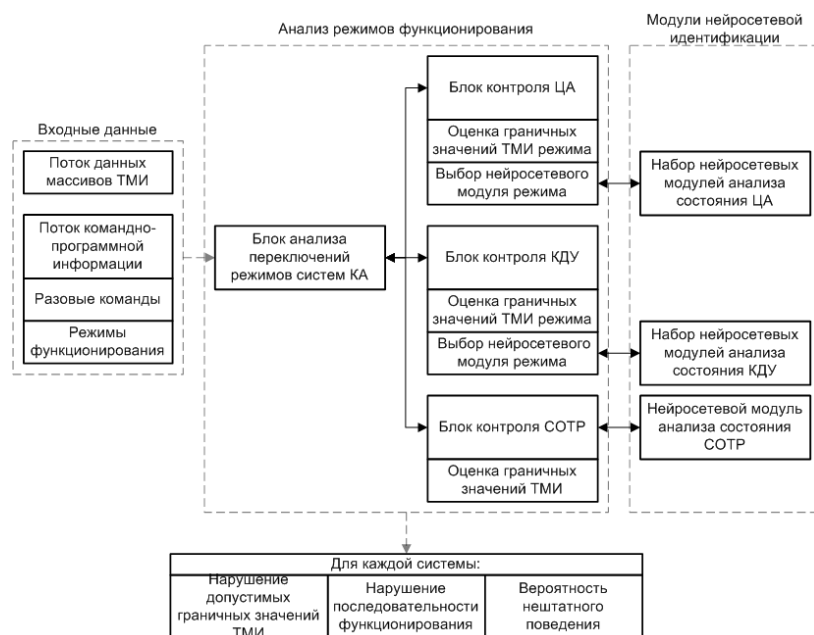 Анализ режимов функционирования
Модули нейросетевой
идентификации
Входные данные
Поток данных
массивов ТМИ
Поток командно-
программной
информации
Разовые команды
Режимы
функционирования
Блок анализа
переключений
режимов систем КА
Блок контроля ЦА
Оценка граничных
значений ТМИ режима
Выбор нейросетевого
модуля режима
Набор нейросетевых
модулей анализа
состояния ЦА
Блок контроля КДУ
Оценка граничных
значений ТМИ режима
Выбор нейросетевого
модуля режима
Набор нейросетевых
модулей анализа
состояния КДУ
Блок контроля СОТР
Оценка граничных
значений ТМИ
Нейросетевой модуль
анализа состояния
СОТР
Для каждой системы:
Нарушение
допустимых
граничных значений
ТМИ
Нарушение
последовательности
функционирования
Вероятность
нештатного
поведения